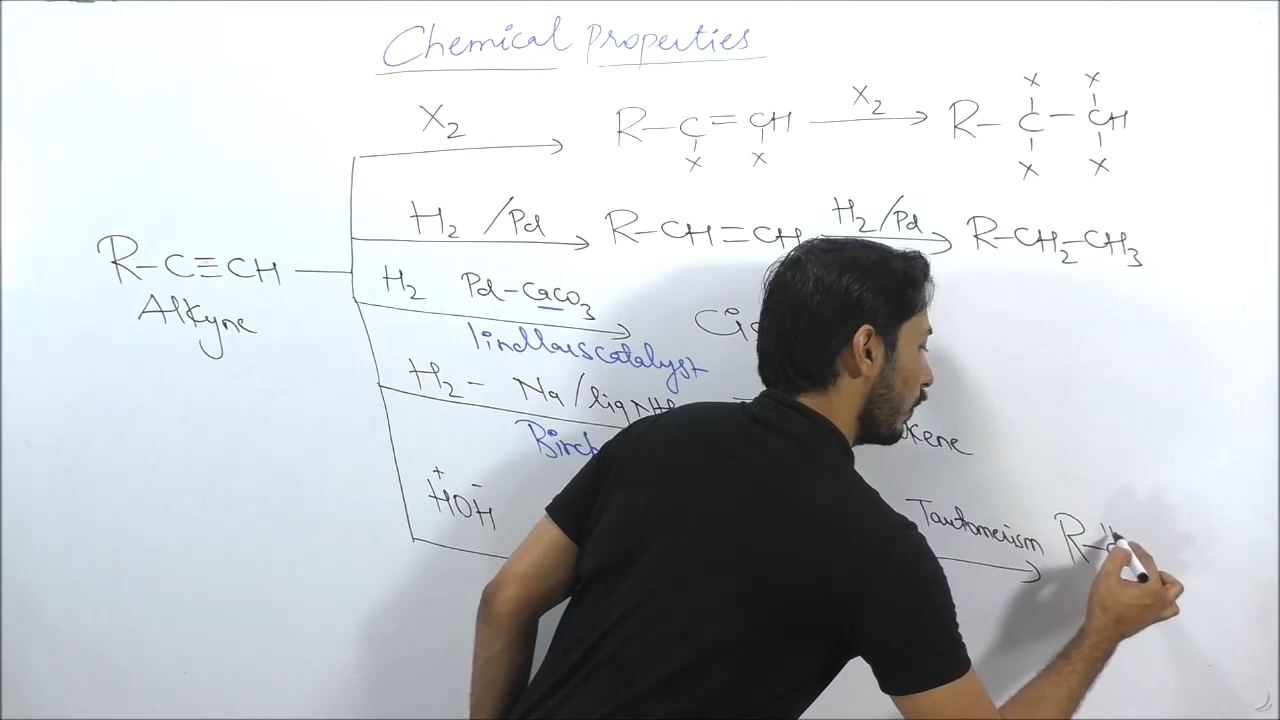 Chemical Properties
X2
R-C=CH
X X
X2
X X
R-C-CH
X X
H2 /Pd
R-CH=CH
H2/Pd
R-CH2-CH3
R-C≡CH
Alkyne
H2 Pd-CaCO3
lindlars catalyst
H2- Na/liq NH
Birch
+ -
HOH
Tautomerism
R-